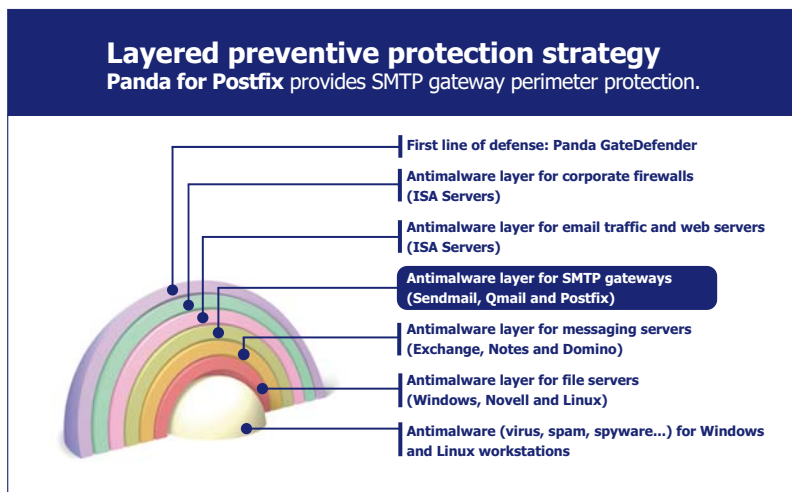 Layered preventive protection strategy
Panda for Postfix provides SMTP gateway perimeter protection.
First line of defense: Panda GateDefender
Antimalware layer for corporate firewalls
(ISA Servers)
Antimalware layer for email traffic and web servers
(ISA Servers)
Antimalware layer for SMTP gateways
(Sendmail, Qmail and Postfix)
Antimalware layer for messaging servers
(Exchange, Notes and Domino)
Antimalware layer for file servers
(Windows, Novell and Linux)
Antimalware (virus, spam, spyware...) for Windows
and Linux workstations